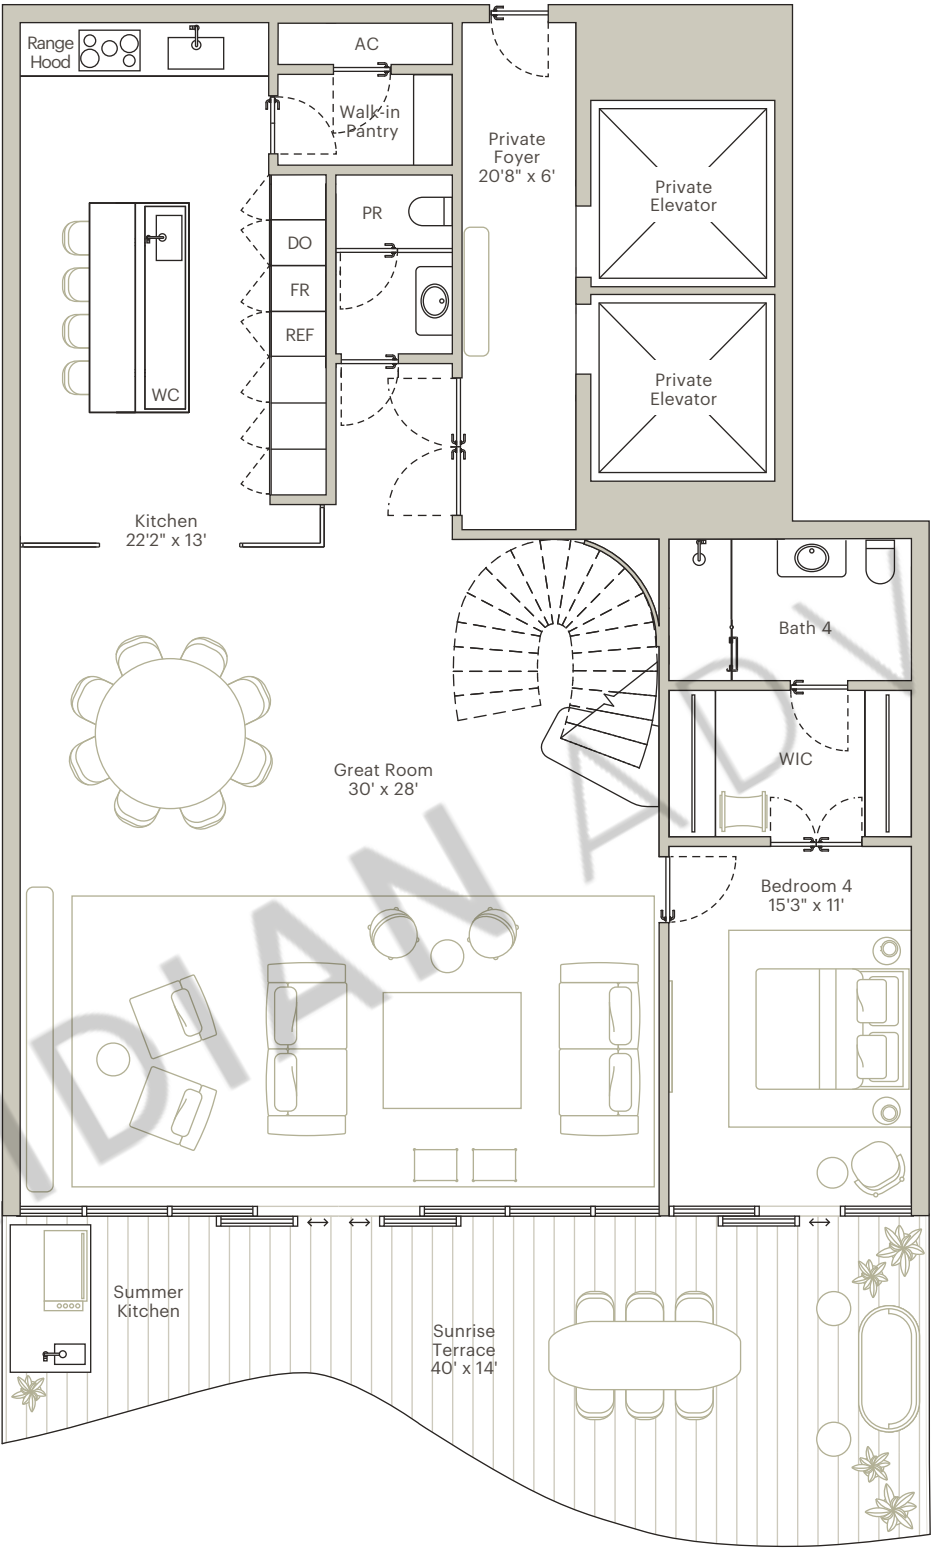 Range
Hood
AC
Walk-in
Pantry
Private
Foyer
20'8" x 6'
Private
Elevator
PR
DO
FR
REF
Private
Elevator
WC
Kitchen
22'2" x 13'
Bath 4
WIC
Great Room
30' x 28'
Bedroom 4
15'3" x 11'
IDIAN ADV
Summer
Kitchen
Sunrise
Terrace
40' x 14'